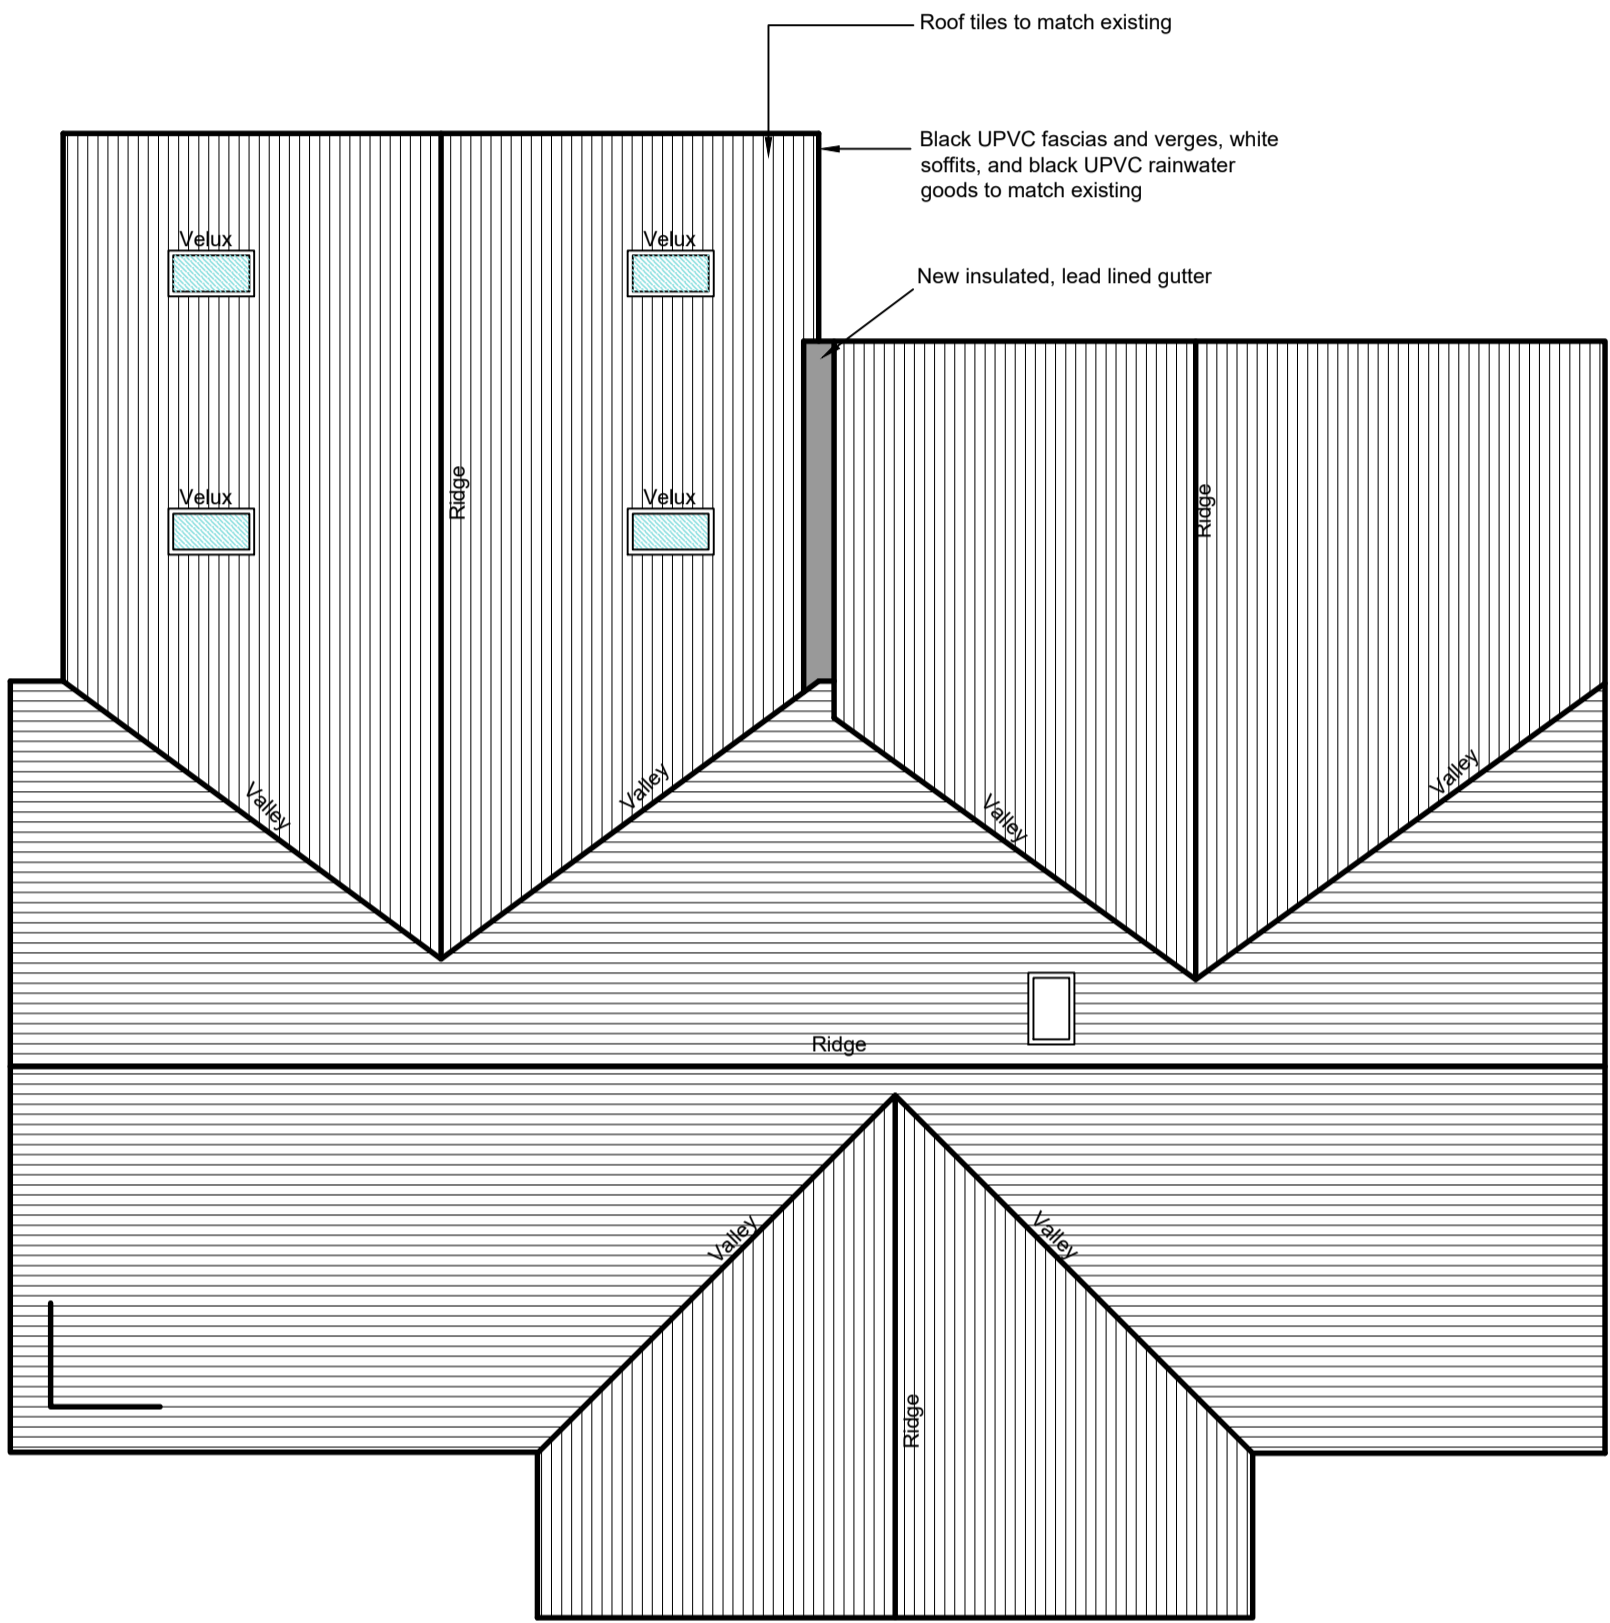 Roof tiles to match existing
Black UPVC fascias and verges, white
soffits, and black UPVC rainwater
goods to match existing
Velux
Velux
New insulated, lead lined gutter
Velux
Velux
Ridge
Ridge
Valley
Valley
Valley
Valley
Ridge
Valley
Valley
Ridge